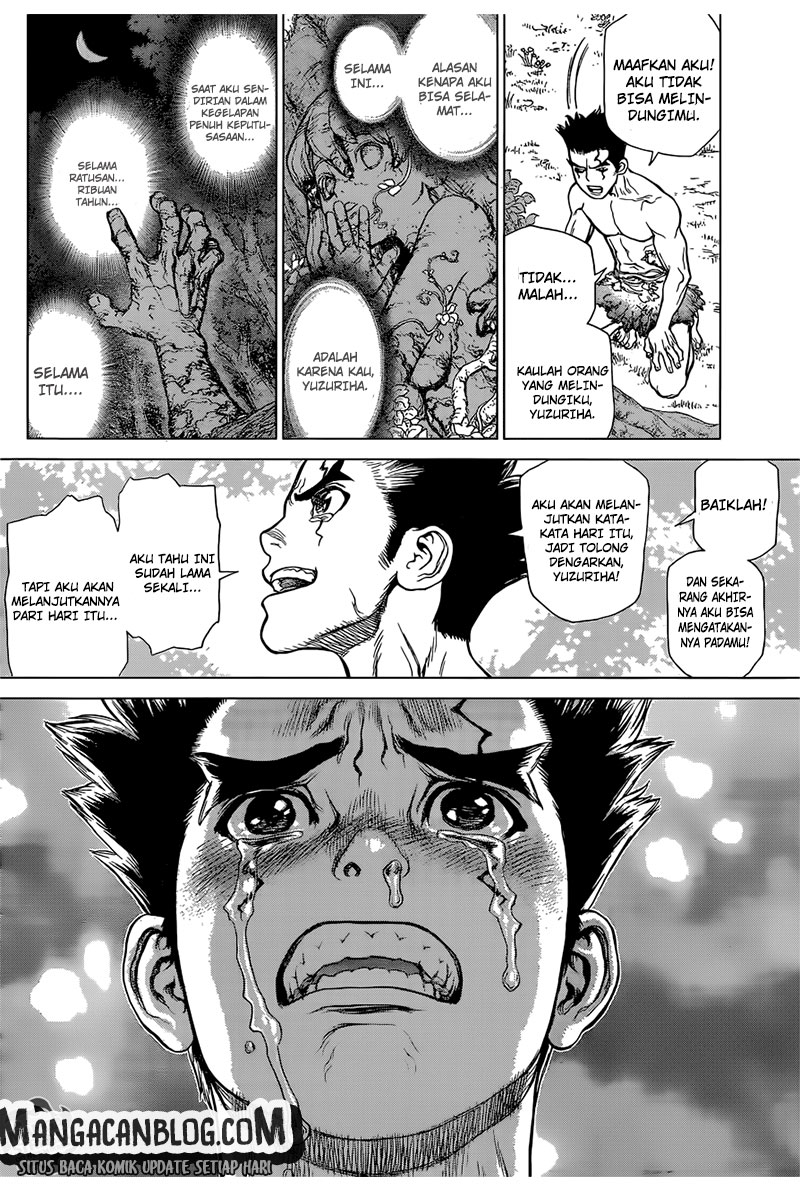 MAAFKAN AKU!
AKU TIDAK
BISA MELIN-
DUNGIMU.
TIDAK...
MALAH...
KAULAH ORANG
YANG MELIN-
DUNGIKU,
YUZURIHA.
ALASAN
KENAPA AKU
BISA SELA-
MAT...
SELAMA
INI...
ADALAH
KARENA KAU,
YUZURIHA.
SAAT AKU SEN-
DIRIAN DALAM
KEGELAPAN
PENUH KEPUTU-
SASAAN...
SELAMA
RATUSAN...
RIBUAN
TAHUN...
SELAMA
ITU....
BAIKLAH!
DAN SEKA-
RANG AKHIR-
NYA AKU BISA
MENGATAKAN-
NYA PADAMU!
AKU AKAN MELAN-
JUTKAN KATA-
KATA HARI ITU,
JADI TOLONG
DENGARKAN,
YUZURIHA!
AKU TAHU INI
SUDAH LAMA
SEKALI...
TAPI AKU AKAN
MELANJUTKANNYA
DARI HARI ITU...
MANGACANBLOG.COM
SITUS BACA KOMIK UPDATE SETIAP HARI